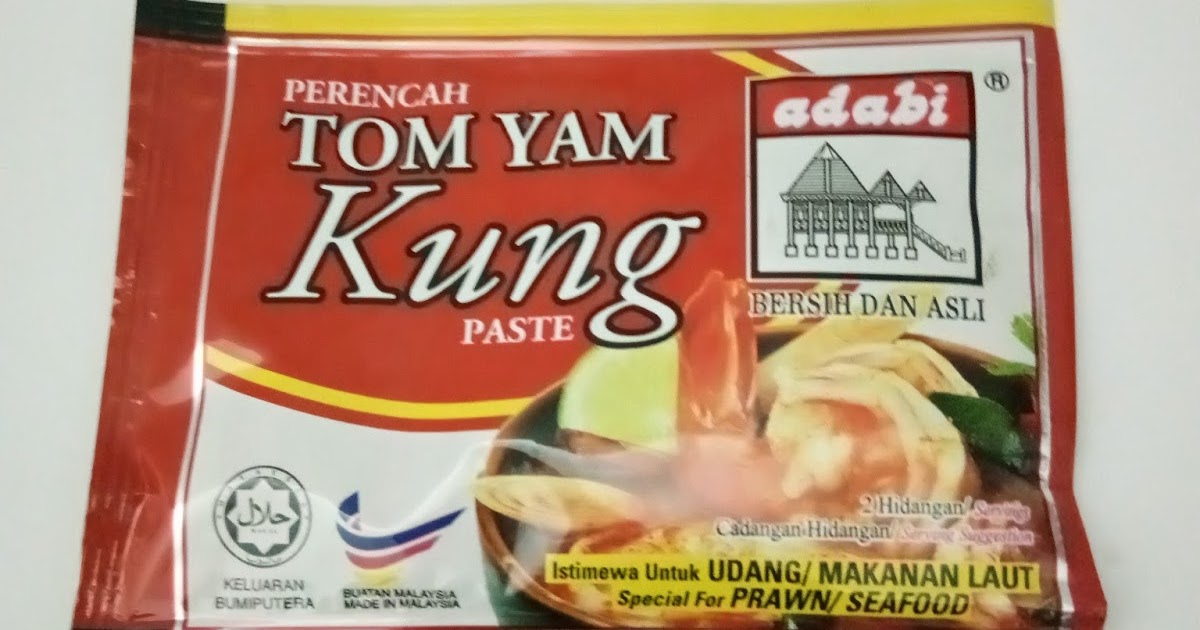 PERENCAH
TOM YAM
Kung
PASTE
adabi
®
BERSIH DAN ASLI
2 Hidangan/ Servings
Cadangan Hidangan/ Serving Suggestion
Istimewa Untuk UDANG/ MAKANAN LAUT
Special For PRAWN/ SEAFOOD
حلال
KELUARAN
BUMIPUTERA
BUATAN MALAYSIA
MADE IN MALAYSIA